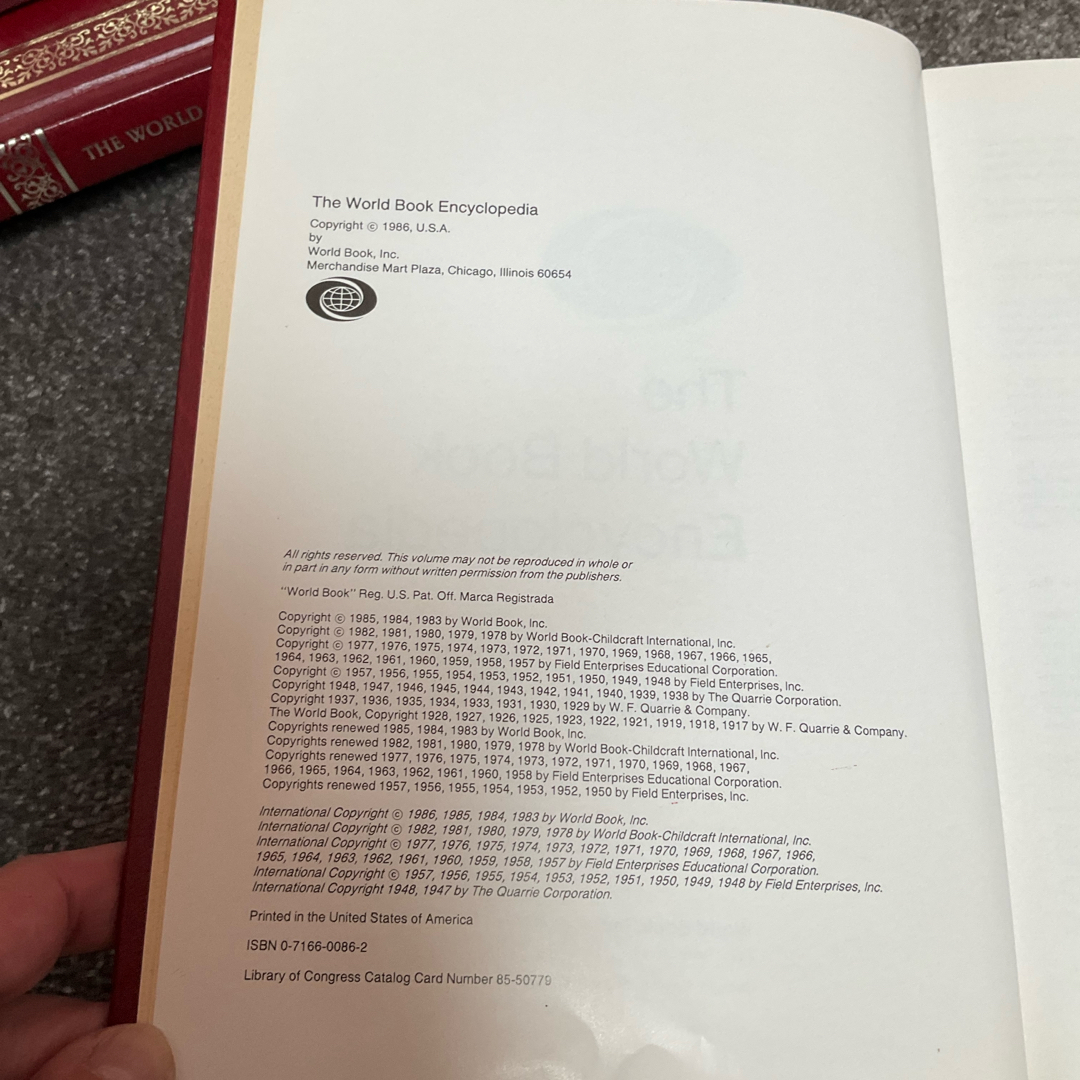 THE WORLD
The World Book Encyclopedia
Copyright © 1986, U.S.A.
by
World Book, Inc.
Merchandise Mart Plaza, Chicago, Illinois 60654
The
World Book
Encyclopedia
All rights reserved. This volume may not be reproduced in whole or
in part in any form without written permission from the publishers.
"World Book" Reg. U.S. Pat. Off. Marca Registrada
Copyright © 1985, 1984, 1983 by World Book, Inc.
Copyright © 1982, 1981, 1980, 1979, 1978 by World Book-Childcraft International, Inc.
Copyright © 1977, 1976, 1975, 1974, 1973, 1972, 1971, 1970, 1969, 1968, 1967, 1966, 1965,
1964, 1963, 1962, 1961, 1960, 1959, 1958, 1957 by Field Enterprises Educational Corporation.
Copyright © 1957, 1956, 1955, 1954, 1953, 1952, 1951, 1950, 1949, 1948 by Field Enterprises, Inc.
Copyright 1948, 1947, 1946, 1945, 1944, 1943, 1942, 1941, 1940, 1939, 1938 by The Quarrie Corporation.
Copyright 1937, 1936, 1935, 1934, 1933, 1931, 1930, 1929 by W. F. Quarrie & Company.
The World Book, Copyright 1928, 1927, 1926, 1925, 1923, 1922, 1921, 1919, 1918, 1917 by W. F. Quarrie & Company.
Copyrights renewed 1985, 1984, 1983 by World Book, Inc.
Copyrights renewed 1982, 1981, 1980, 1979, 1978 by World Book-Childcraft International, Inc.
Copyrights renewed 1977, 1976, 1975, 1974, 1973, 1972, 1971, 1970, 1969, 1968, 1967,
1966, 1965, 1964, 1963, 1962, 1961, 1960, 1958 by Field Enterprises Educational Corporation.
Copyrights renewed 1957, 1956, 1955, 1954, 1953, 1952, 1950 by Field Enterprises, Inc.
International Copyright © 1986, 1985, 1984, 1983 by World Book, Inc.
International Copyright © 1982, 1981, 1980, 1979, 1978 by World Book-Childcraft International, Inc.
International Copyright © 1977, 1976, 1975, 1974, 1973, 1972, 1971, 1970, 1969, 1968, 1967, 1966,
1965, 1964, 1963, 1962, 1961, 1960, 1959, 1958, 1957 by Field Enterprises Educational Corporation.
International Copyright © 1957, 1956, 1955, 1954, 1953, 1952, 1951, 1950, 1949, 1948 by Field Enterprises, Inc.
International Copyright 1948, 1947 by The Quarrie Corporation.
Printed in the United States of America
ISBN 0-7166-0086-2
Library of Congress Catalog Card Number 85-50779